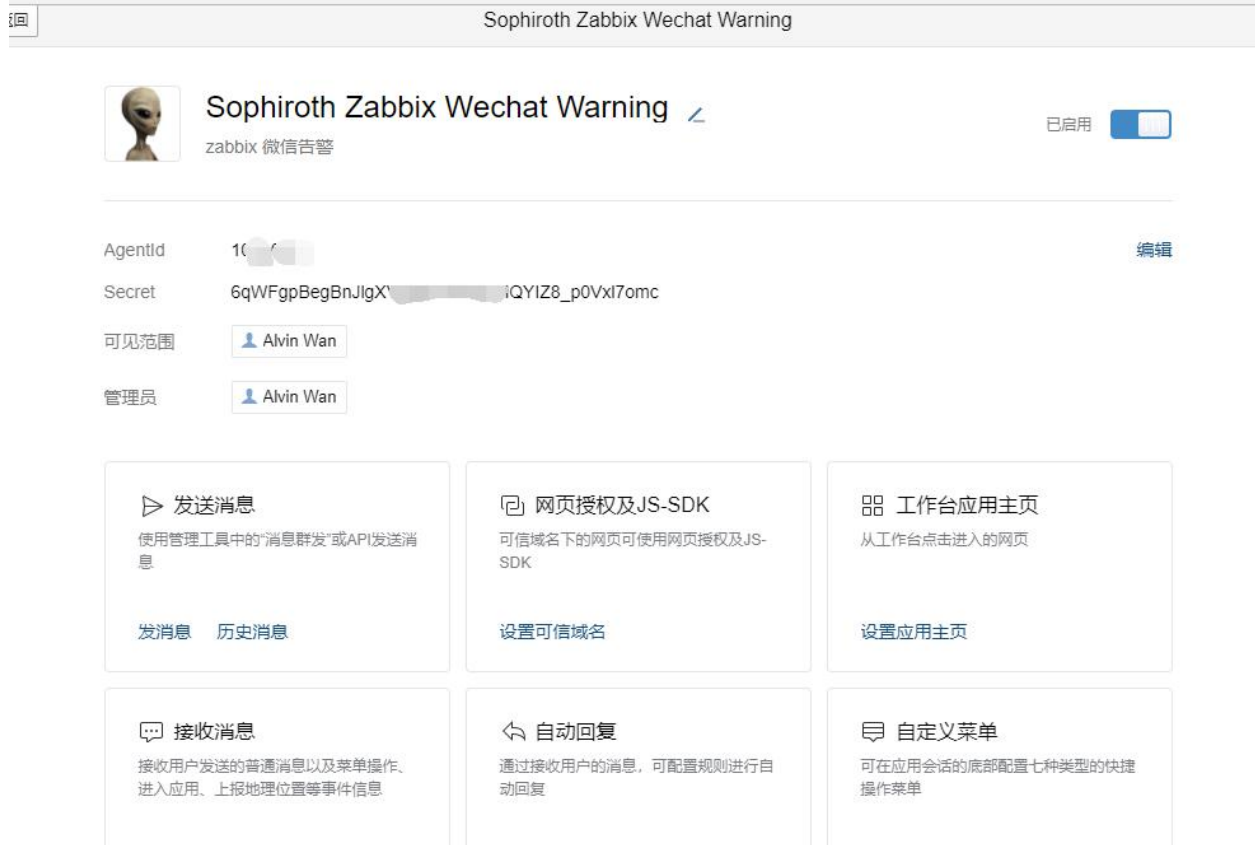 返回
Sophiroth Zabbix Wechat Warning
Sophiroth Zabbix Wechat Warning
zabbix 微信告警
已启用
AgentId
编辑
Secret
可见范围 Alvin Wan
管理员 Alvin Wan
发送消息
使用管理工具中的“消息群发”或API发送消
息
发消息 历史消息
网页授权及JS-SDK
可信域名下的网页可使用网页授权及JS-
SDK
设置可信域名
工作台应用主页
从工作台点击进入的网页
设置应用主页
接收消息
接收用户发送的普通消息以及菜单操作、
进入应用、上报地理位置等事件信息
自动回复
通过接收用户的消息，可配置规则进行自
动回复
自定义菜单
可在应用会话的底部配置七种类型的快捷
操作菜单